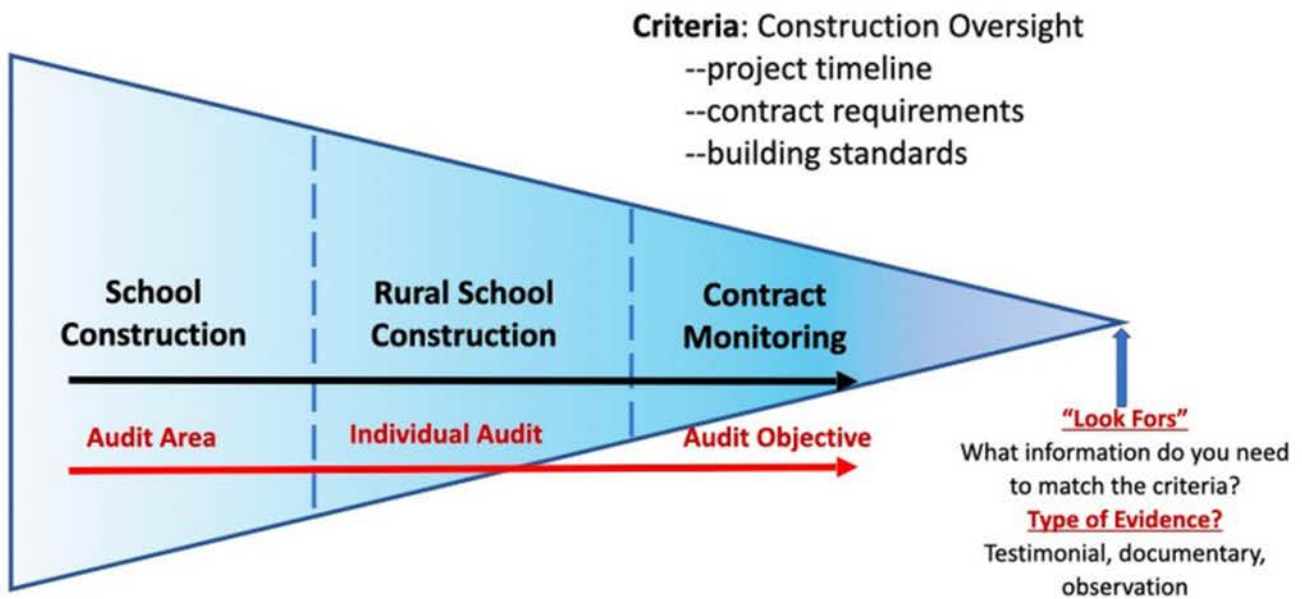 Criteria: Construction Oversight
--project timeline
--contract requirements
--building standards
School
Construction
Rural School
Construction
Contract
Monitoring
Audit Area
Individual Audit
Audit Objective
“Look Fors”
What information do you need
to match the criteria?
Type of Evidence?
Testimonial, documentary,
observation